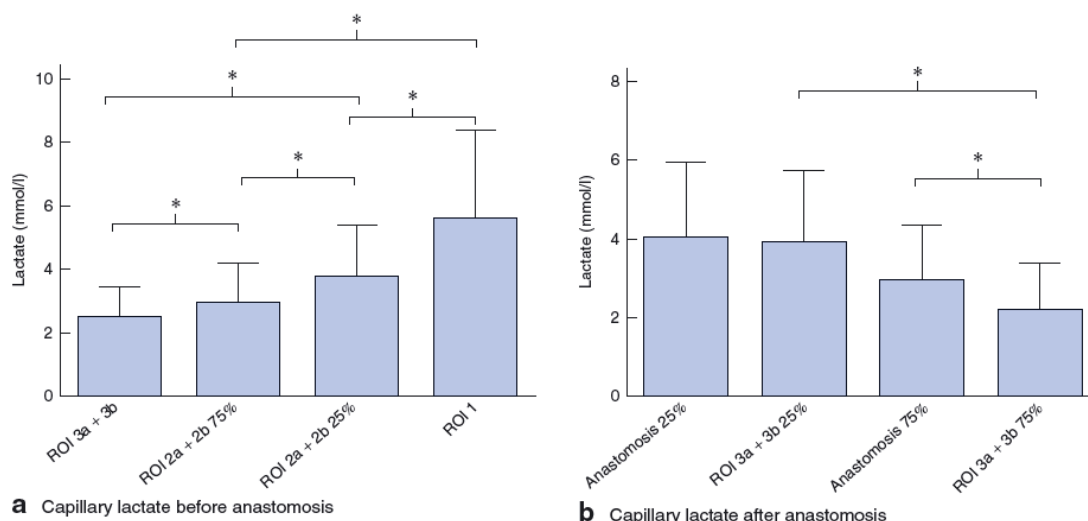 *
*
*
*
*
10
8
6
4
2
0
Lactate (mmol/l)
ROI 3a + 3b
ROI 2a + 2b 75%
ROI 2a + 2b 25%
ROI 1
a Capillary lactate before anastomosis
*
*
8
6
4
2
0
Lactate (mmol/l)
Anastomosis 25%
ROI 3a + 3b 25%
Anastomosis 75%
ROI 3a + 3b 75%
b Capillary lactate after anastomosis